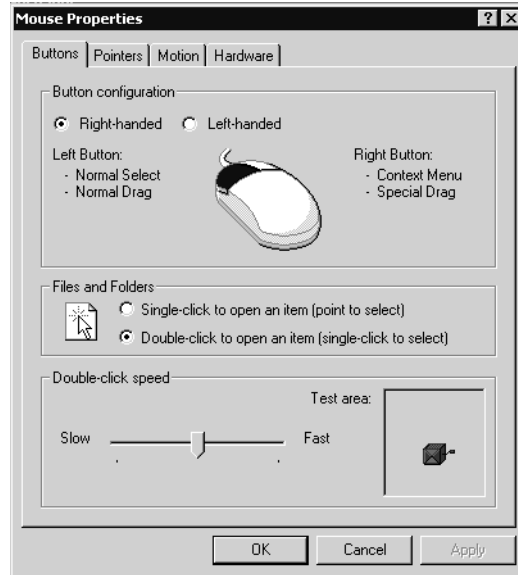 Mouse Properties
Buttons Pointers Motion Hardware
Button configuration
Right-handed Left-handed
Left Button:
- Normal Select
- Normal Drag
Right Button:
- Context Menu
- Special Drag
Files and Folders
Single-click to open an item (point to select)
Double-click to open an item (single-click to select)
Double-click speed
Test area:
Slow Fast
OK Cancel Apply